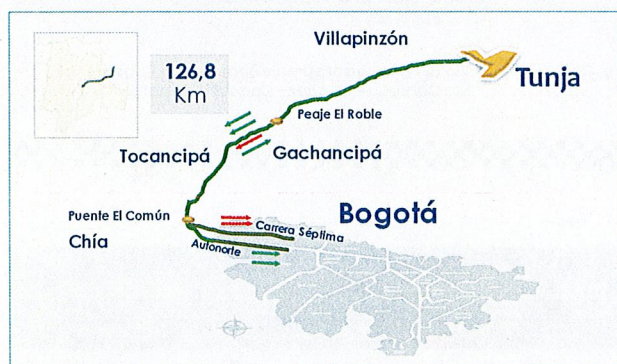 Villapinzón
126,8
Km
Tunja
Peaje El Roble
Tocancipá
Gachancipá
Puente El Común
Bogotá
Carrera Séptima
Chía
Autonorte